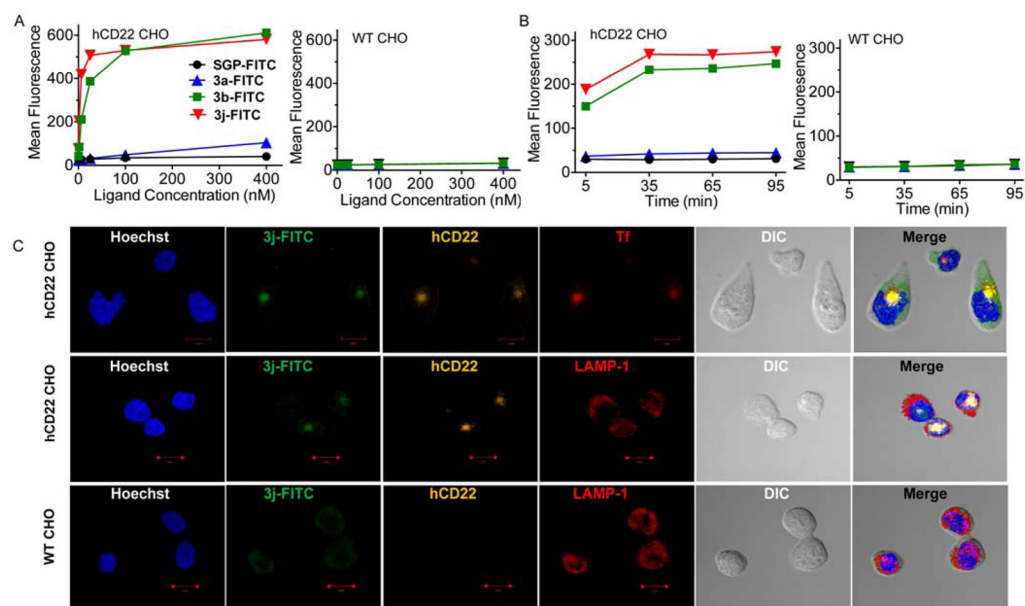 A
hCD22 CHO
WT CHO
Mean Fluorescence
600
400
200
0
SGP-FITC
3a-FITC
3b-FITC
3j-FITC
0 100 200 300 400
Ligand Concentration (nM)
Mean Fluorescence
600
400
200
0
0 100 200 300 400
Ligand Concentration (nM)
B
hCD22 CHO
WT CHO
Mean Fluoresence
300
200
100
0
5 35 65 95
Time (min)
Mean Fluoresence
300
200
100
0
5 35 65 95
Time (min)
C
hCD22 CHO
Hoechst 3j-FITC hCD22 Tf DIC Merge
hCD22 CHO
Hoechst 3j-FITC hCD22 LAMP-1 DIC Merge
WT CHO
Hoechst 3j-FITC hCD22 LAMP-1 DIC Merge